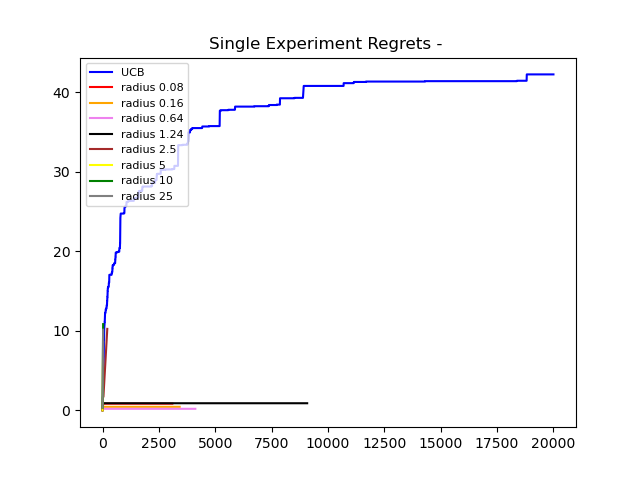 Single Experiment Regrets -
UCB
radius 0.08
radius 0.16
radius 0.64
radius 1.24
radius 2.5
radius 5
radius 10
radius 25
40
30
20
10
0
0 2500 5000 7500 10000 12500 15000 17500 20000